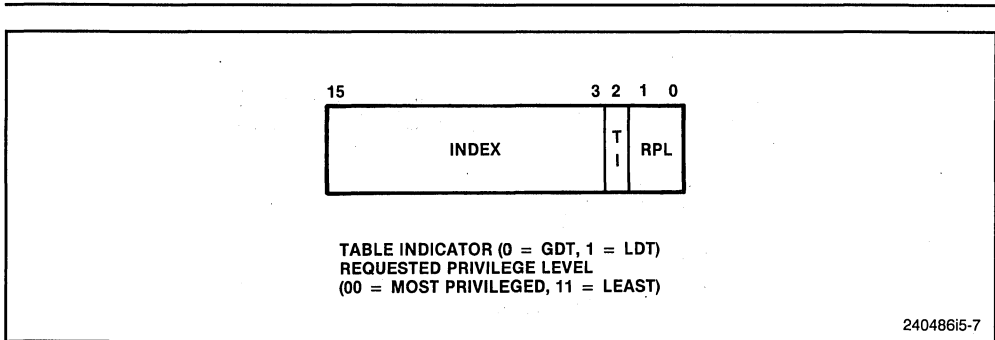 15 3 2 1 0
INDEX
T
I
RPL
TABLE INDICATOR (0 = GDT, 1 = LDT)
REQUESTED PRIVILEGE LEVEL
(00 = MOST PRIVILEGED, 11 = LEAST)
240486i5-7